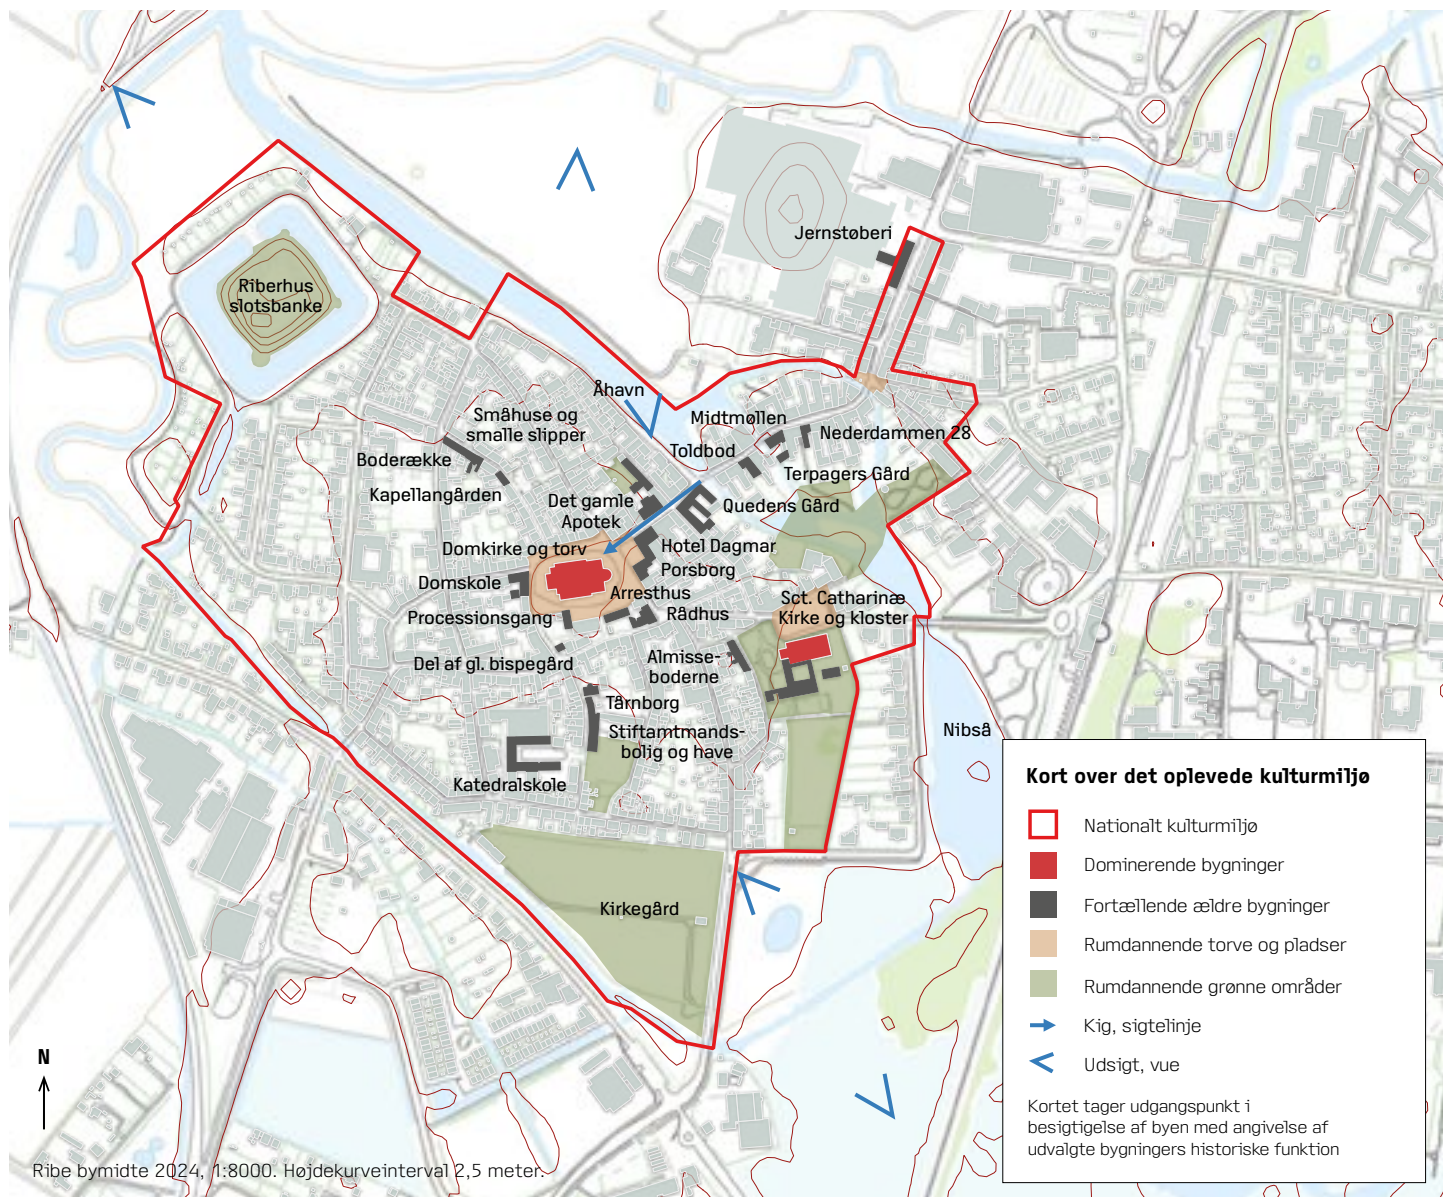 Jernstøberi
Riberhus
slotsbanke
Åhavn
Småhuse og
smalle slipper
Midtmøllen
Nederdammen 28
Toldbod
Boderække
Terpagers Gård
Kapellangården
Det gamle
Apotek
Quedens Gård
Domkirke og torv
Hotel Dagmar
Porsborg
Domskole
Arresthus
Sct. Catharinæ
Kirke og kloster
Processionsgang
Rådhus
Del af gl. bispegård
Almisse-
boderne
Tårnborg
Stiftamtmands-
bolig og have
Nibså
Katedralskole
Kirkegård
Kort over det oplevede kulturmiljø
Nationalt kulturmiljø
Dominerende bygninger
Fortællende ældre bygninger
Rumdannende torve og pladser
Rumdannende grønne områder
Kig, sigtelinje
Udsigt, vue
Kortet tager udgangspunkt i
besigtigelse af byen med angivelse af
udvalgte bygningers historiske funktion
N
Ribe bymidte 2024, 1:8000. Højdekurveinterval 2,5 meter.